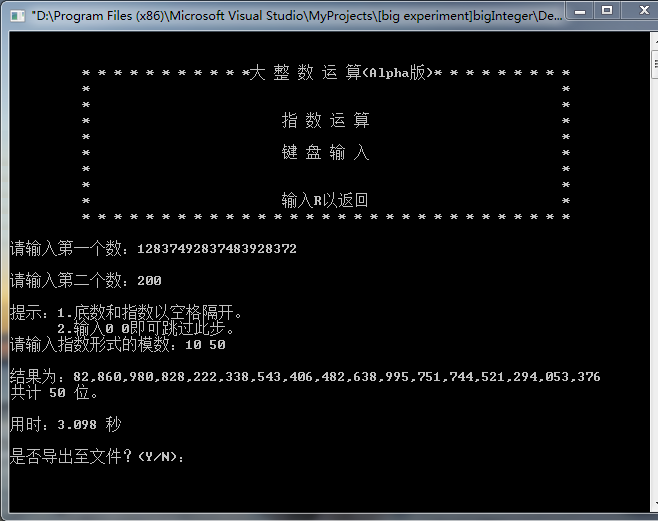 "D:\Program Files (x86)\Microsoft Visual Studio\MyProjects\[big experiment]bigInteger\De...
* * * * * * * * * * *大 整 数 运 算(Alpha版)* * * * * * * * *
* *
* *
* 指 数 运 算 *
* *
* 键 盘 输 入 *
* *
* *
* 输入R以返回 *
* * * * * * * * * * * * * * * * * * * * * * * * * * * * * * *
请输入第一个数：12837492837483928372
请输入第二个数：200
提示：1.底数和指数以空格隔开。
2.输入0 0即可跳过此步。
请输入指数形式的模数：10 50
结果为：82,860,980,828,222,338,543,406,482,638,995,751,744,521,294,053,376
共计 50 位。
用时：3.098 秒
是否导出至文件？(Y/N)：